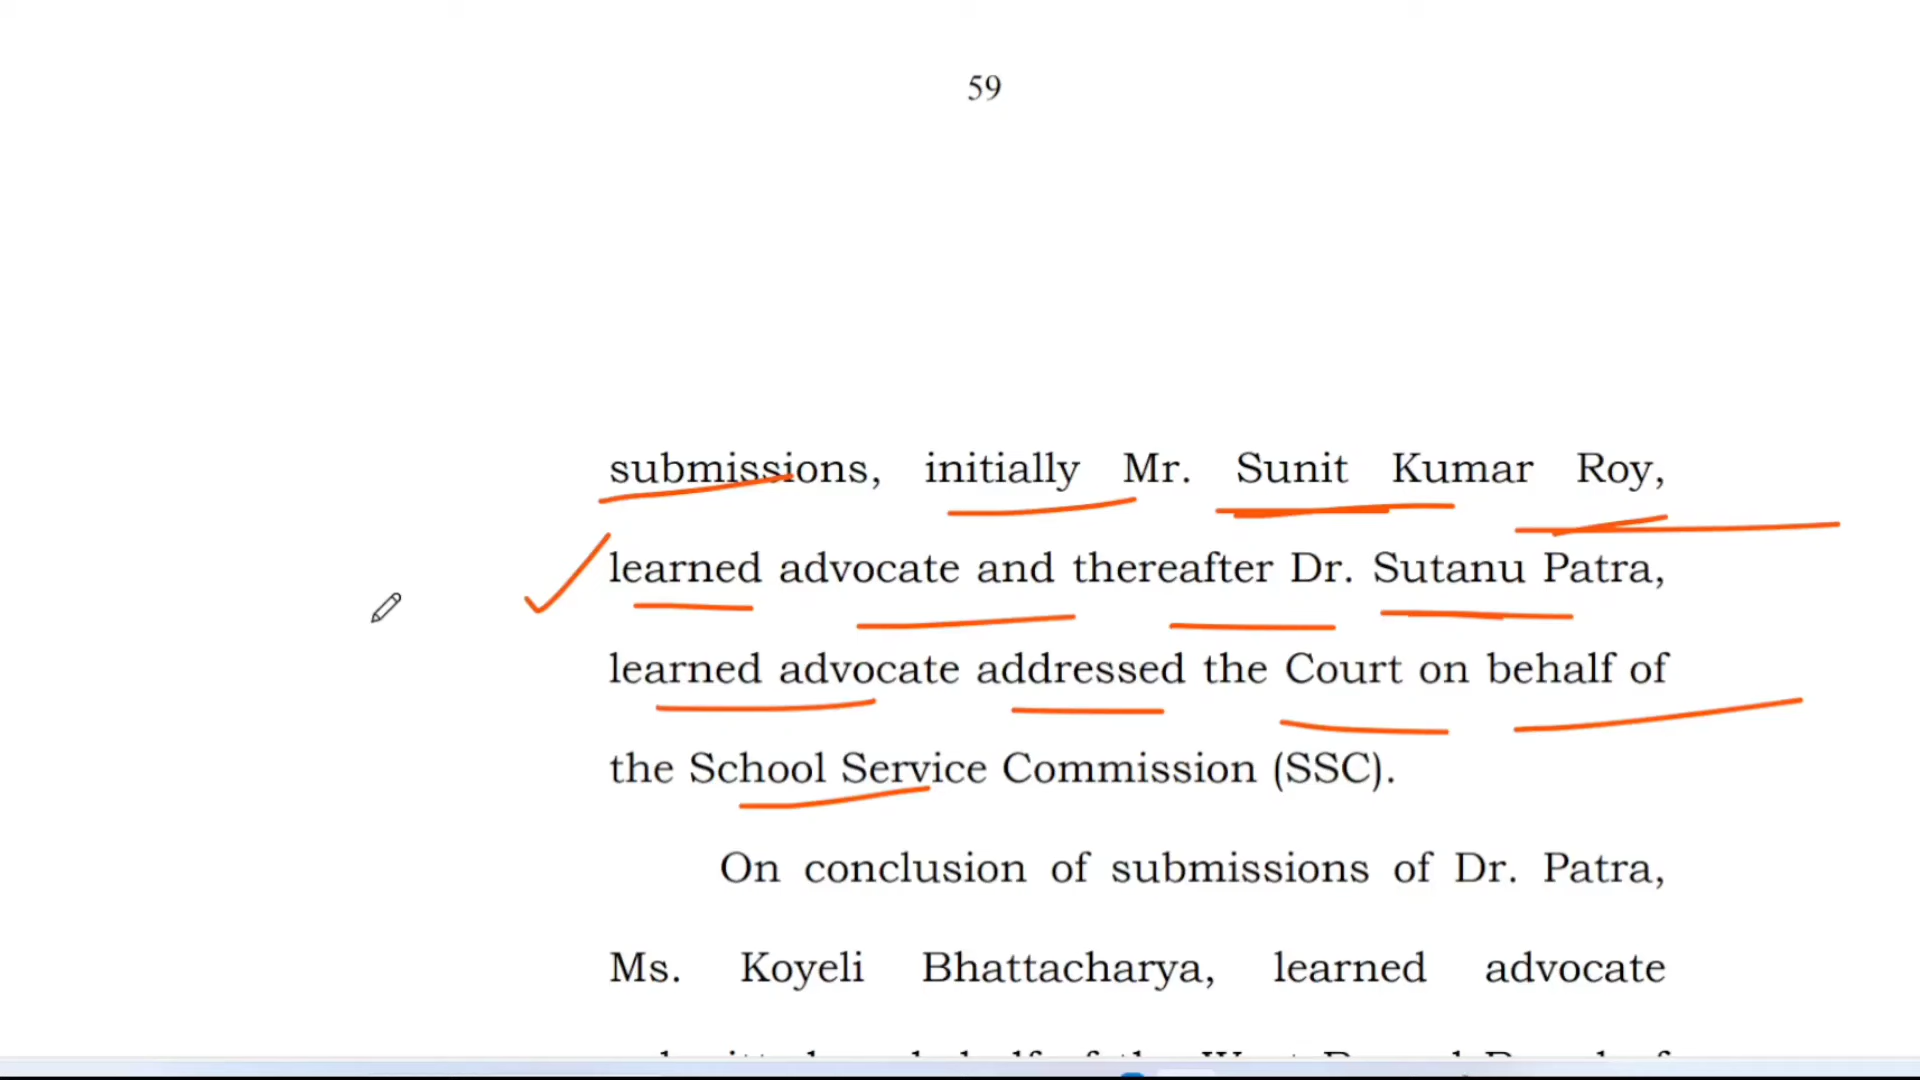 59
submissions, initially Mr. Sunit Kumar Roy,
learned advocate and thereafter Dr. Sutanu Patra,
learned advocate addressed the Court on behalf of
the School Service Commission (SSC).
On conclusion of submissions of Dr. Patra,
Ms. Koyeli Bhattacharya, learned advocate